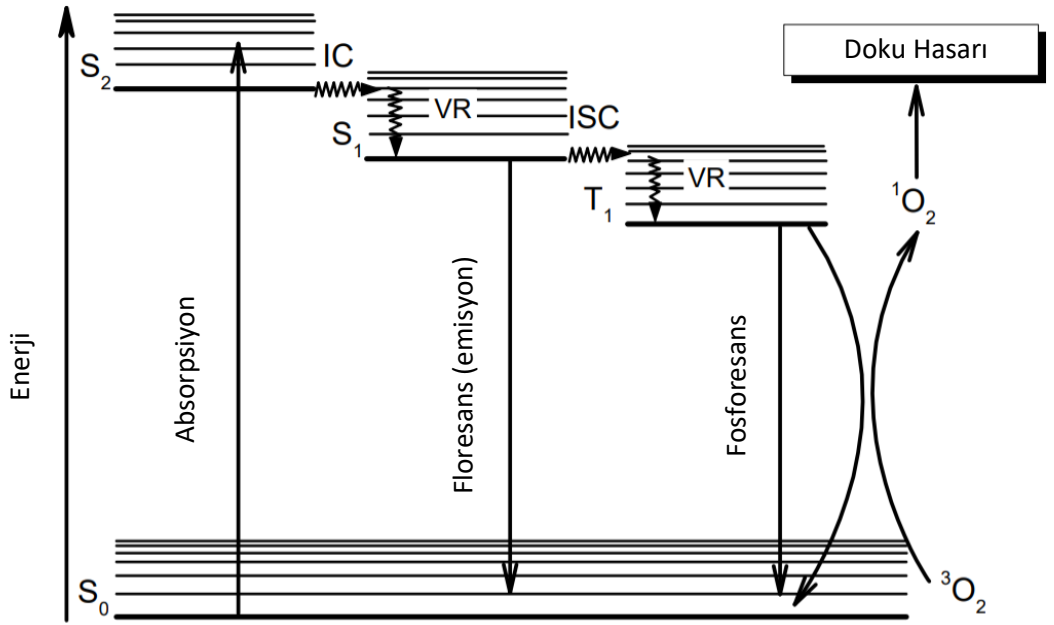 Doku Hasarı
S2
IC
VR
S1
ISC
VR
T1
¹O2
Enerji
Absorpsiyon
Floresans (emisyon)
Fosforesans
S0
³O2